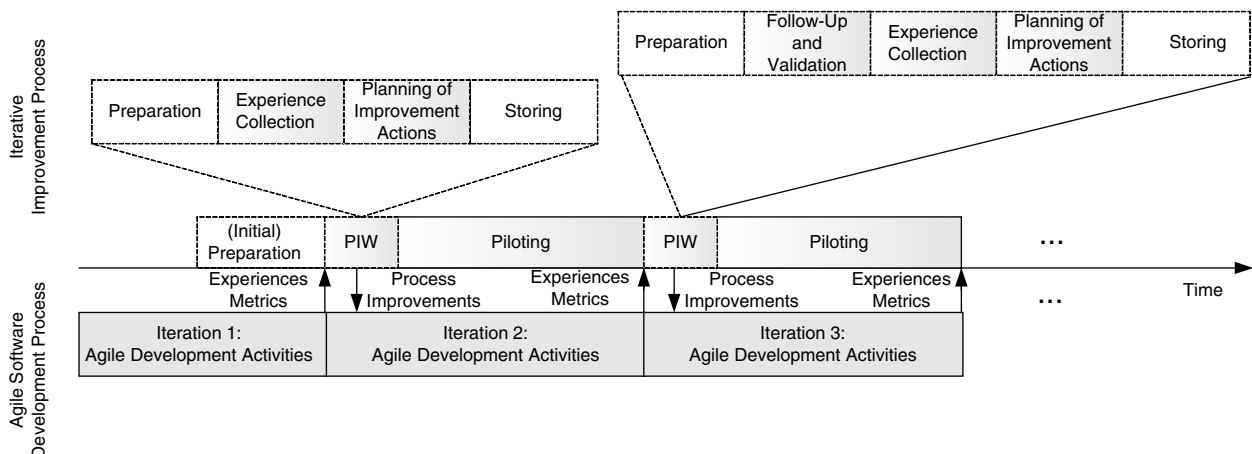 Iterative
Improvement Process
Preparation
Experience
Collection
Planning of
Improvement
Actions
Storing
Preparation
Follow-Up
and
Validation
Experience
Collection
Planning of
Improvement
Actions
Storing
(Initial)
Preparation
PIW
Piloting
PIW
Piloting
...
Experiences
Metrics
Process
Improvements
Experiences
Metrics
Process
Improvements
Experiences
Metrics
...
Time
Agile Software
Development Process
Iteration 1:
Agile Development Activities
Iteration 2:
Agile Development Activities
Iteration 3:
Agile Development Activities